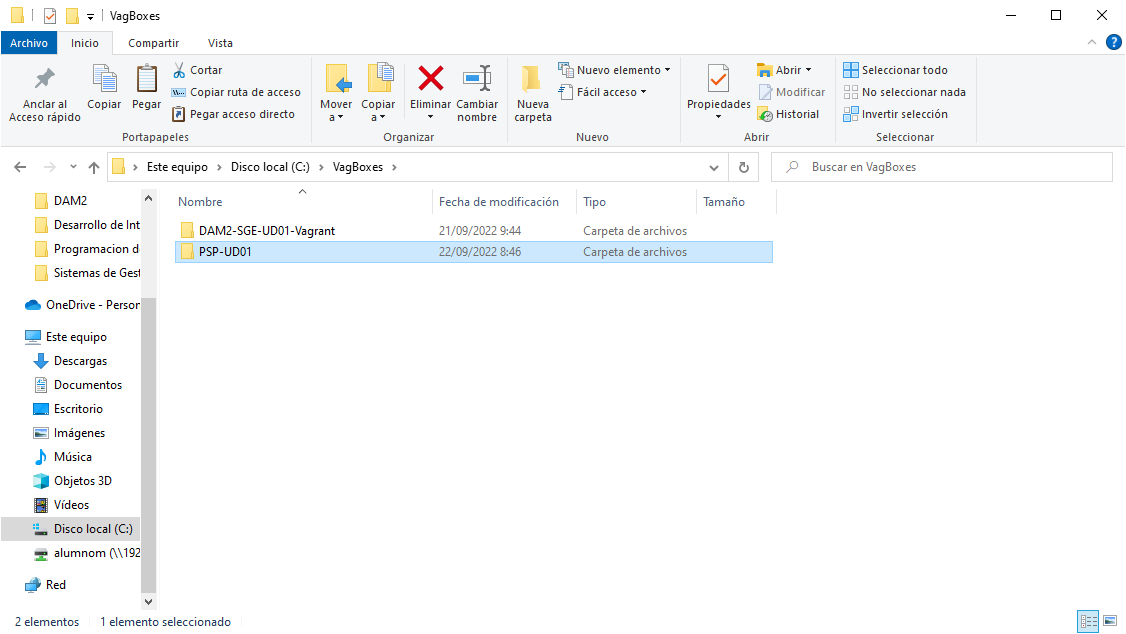 VagBoxes
Archivo Inicio Compartir Vista
Anclar al Acceso rápido
Copiar
Pegar
Cortar
Copiar ruta de acceso
Pegar acceso directo
Portapapeles
Mover a
Copiar a
Eliminar
Cambiar nombre
Organizar
Nueva carpeta
Nuevo elemento
Fácil acceso
Nuevo
Propiedades
Abrir
Modificar
Historial
Abrir
Seleccionar todo
No seleccionar nada
Invertir selección
Seleccionar
Este equipo > Disco local (C:) > VagBoxes >
Buscar en VagBoxes
DAM2
Desarrollo de Int
Programacion d
Sistemas de Gest
OneDrive - Person
Este equipo
Descargas
Documentos
Escritorio
Imágenes
Música
Objetos 3D
Vídeos
Disco local (C:)
alumnom (\\192
Red
Nombre Fecha de modificación Tipo Tamaño
DAM2-SGE-UD01-Vagrant 21/09/2022 9:44 Carpeta de archivos
PSP-UD01 22/09/2022 8:46 Carpeta de archivos
2 elementos 1 elemento seleccionado